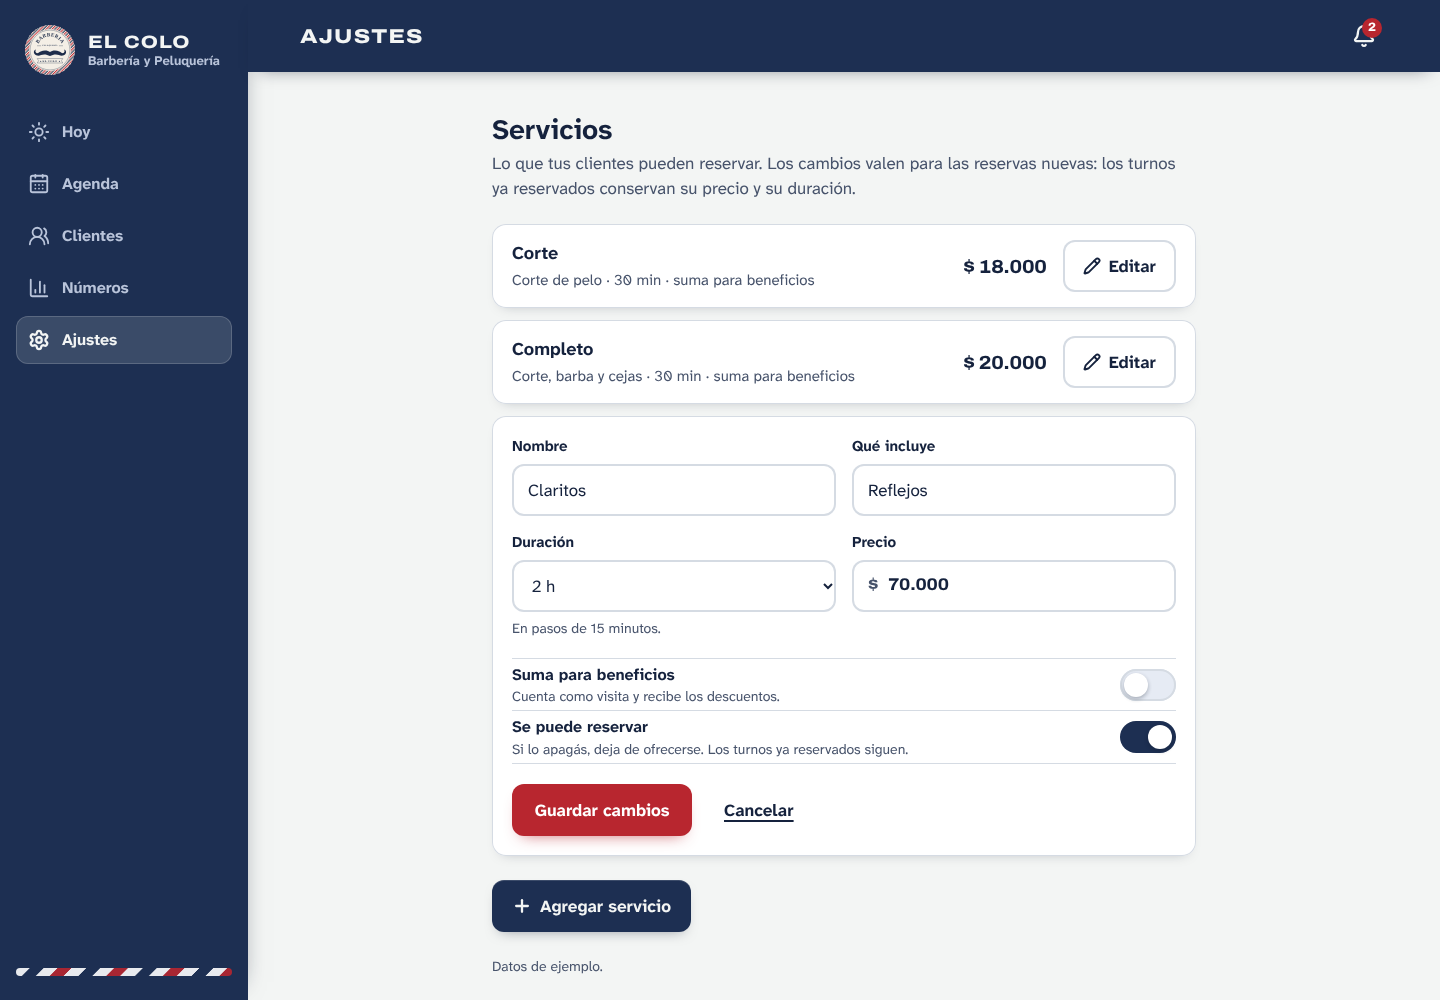 BARBERÍA
EL COLO
Barbería y Peluquería
Hoy
Agenda
Clientes
Números
Ajustes
AJUSTES
2
Servicios
Lo que tus clientes pueden reservar. Los cambios valen para las reservas nuevas: los turnos
ya reservados conservan su precio y su duración.
Corte
Corte de pelo · 30 min · suma para beneficios
$ 18.000
Editar
Completo
Corte, barba y cejas · 30 min · suma para beneficios
$ 20.000
Editar
Nombre
Qué incluye
Claritos
Reflejos
Duración
Precio
2 h
$ 70.000
En pasos de 15 minutos.
Suma para beneficios
Cuenta como visita y recibe los descuentos.
Se puede reservar
Si lo apagás, deja de ofrecerse. Los turnos ya reservados siguen.
Guardar cambios
Cancelar
Agregar servicio
Datos de ejemplo.